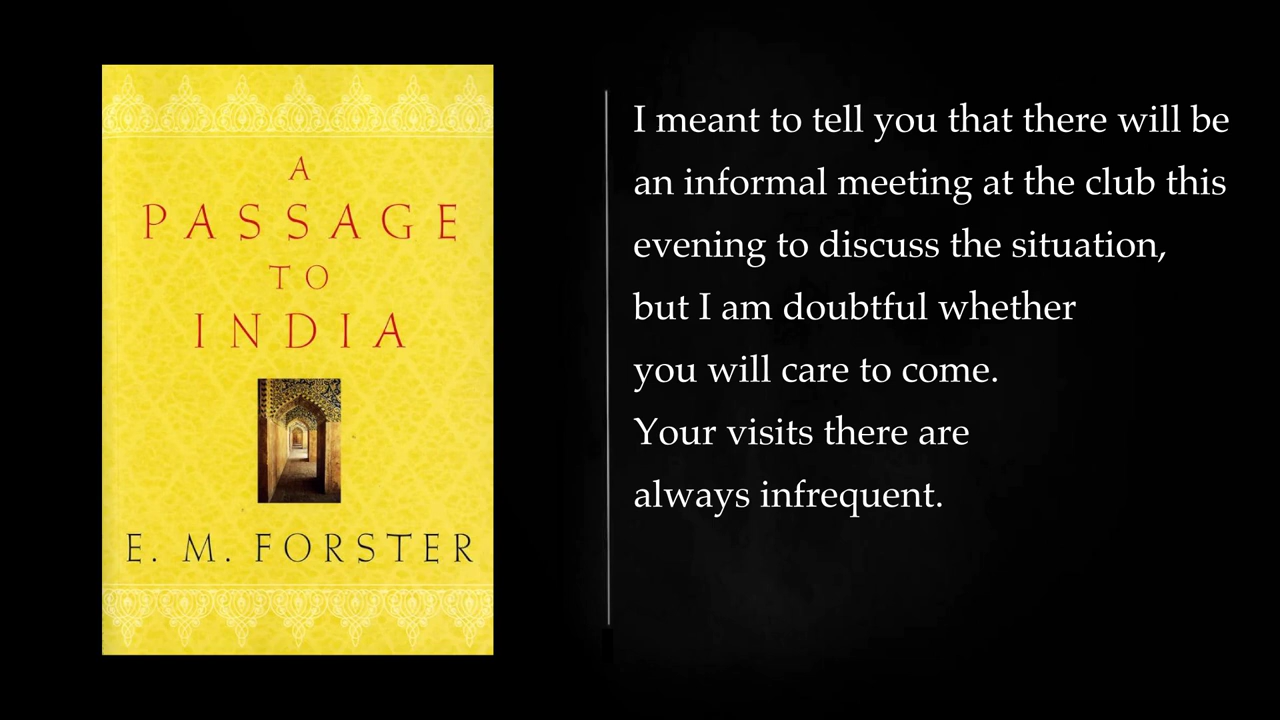 A
PASSAGE
TO
INDIA
E. M. FORSTER
I meant to tell you that there will be
an informal meeting at the club this
evening to discuss the situation,
but I am doubtful whether
you will care to come.
Your visits there are
always infrequent.